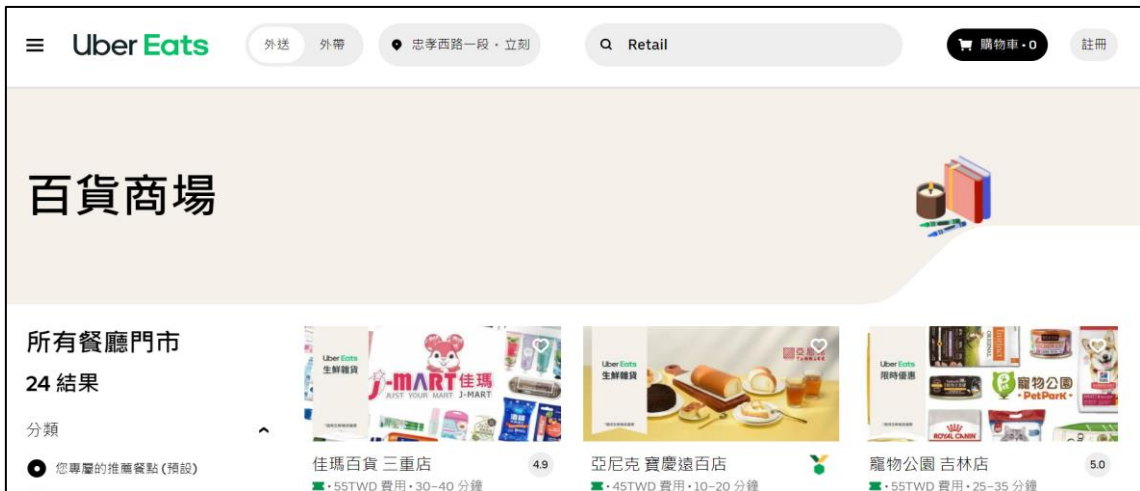 Uber Eats
外送 外帶
忠孝西路一段・立刻
Retail
購物車・0
註冊
百貨商場
所有餐廳門市
24 結果
分類
您專屬的推薦餐點 (預設)
Uber Eats
生鮮雜貨
J-MART佳瑪
JUST YOUR MART J-MART
佳瑪百貨 三重店
4.9
・55TWD 費用・30–40 分鐘
Uber Eats
生鮮雜貨
亞尼克 寶慶遠百店
・45TWD 費用・10–20 分鐘
Uber Eats
限時優惠
寵物公園
PetPark
ROYAL CANIN
寵物公園 吉林店
5.0
・55TWD 費用・25–35 分鐘